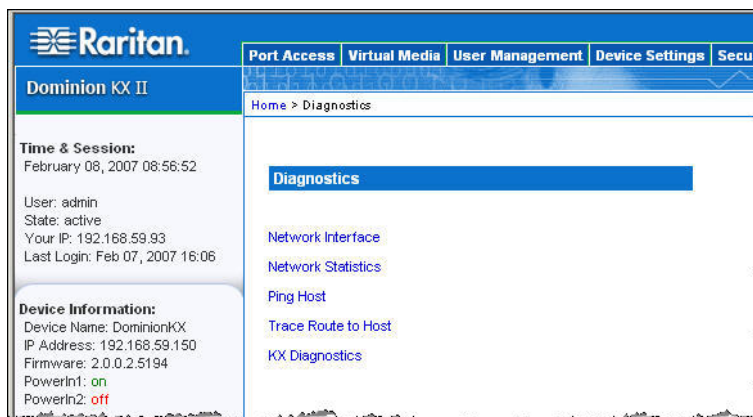 Raritan.
Dominion KX II
Port Access Virtual Media User Management Device Settings Secu
Home > Diagnostics
Time & Session:
February 08, 2007 08:56:52
User: admin
State: active
Your IP: 192.168.59.93
Last Login: Feb 07, 2007 16:06
Device Information:
Device Name: DominionKX
IP Address: 192.168.59.150
Firmware: 2.0.0.2.5194
PowerIn1: on
PowerIn2: off
Diagnostics
Network Interface
Network Statistics
Ping Host
Trace Route to Host
KX Diagnostics